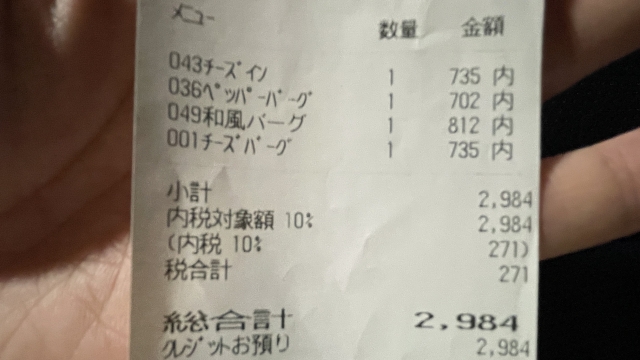 メニュー 数量 金額
043ﾁｰｽﾞｲﾝ 1 735 内
036ﾍﾟｯﾊﾟｰﾊﾞｰｸﾞ 1 702 内
049和風バーグ 1 812 内
001ﾁｰｽﾞﾊﾞｰｸﾞ 1 735 内
小計 2,984
内税対象額 10% 2,984
(内税 10% 271)
税合計 271
総合計 2,984
ｸﾚｼﾞｯﾄお預り 2,984